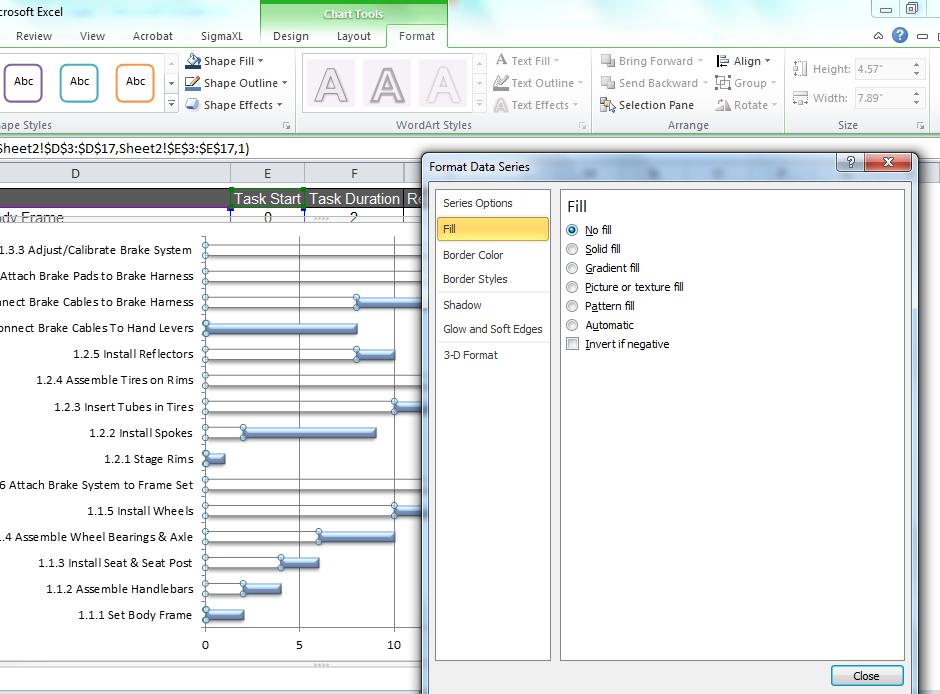 crosoft Excel
Chart Tools
Review View Acrobat SigmaXL Design Layout Format
Abc Abc Abc
Shape Fill
Shape Outline
Shape Effects
A A A
Text Fill
Text Outline
Text Effects
Bring Forward
Send Backward
Selection Pane
Align
Group
Rotate
Height: 4.57"
Width: 7.89"
hape Styles WordArt Styles Arrange Size
Sheet2!$D$3:$D$17,Sheet2!$E$3:$E$17,1)
D E F
Task Start Task Duration Re
ody Frame 0 2
1.3.3 Adjust/Calibrate Brake System
Attach Brake Pads to Brake Harness
nnect Brake Cables to Brake Harness
onnect Brake Cables To Hand Levers
1.2.5 Install Reflectors
1.2.4 Assemble Tires on Rims
1.2.3 Insert Tubes in Tires
1.2.2 Install Spokes
1.2.1 Stage Rims
6 Attach Brake System to Frame Set
1.1.5 Install Wheels
.4 Assemble Wheel Bearings & Axle
1.1.3 Install Seat & Seat Post
1.1.2 Assemble Handlebars
1.1.1 Set Body Frame
0 5 10
Format Data Series
Series Options
Fill
Border Color
Border Styles
Shadow
Glow and Soft Edges
3-D Format
Fill
No fill
Solid fill
Gradient fill
Picture or texture fill
Pattern fill
Automatic
Invert if negative
Close